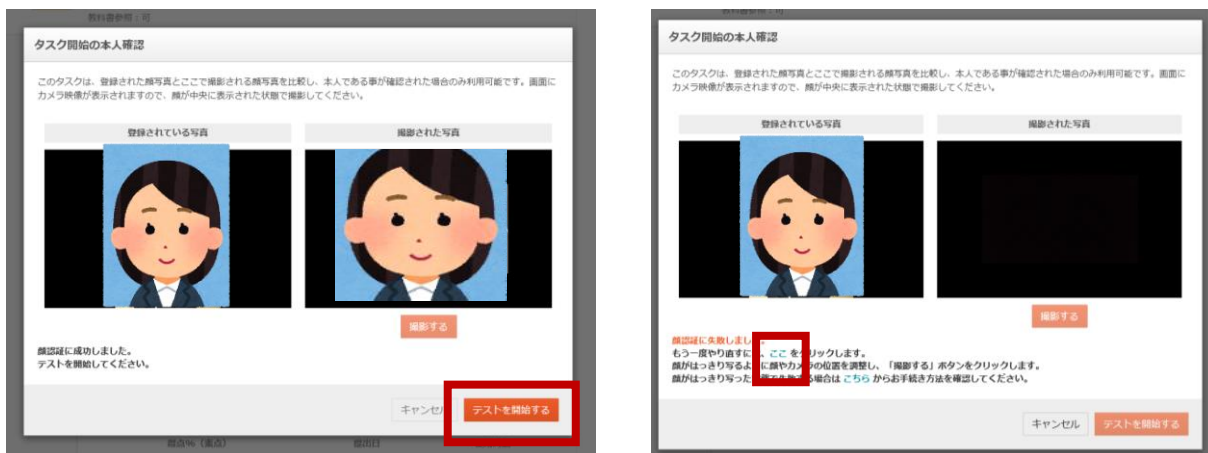 教科書参照：可
タスク開始の本人確認
このタスクは、登録された顔写真とここで撮影される顔写真を比較し、本人である事が確認された場合のみ利用可能です。画面に
カメラ映像が表示されますので、顔が中央に表示された状態で撮影してください。
登録されている写真
撮影された写真
撮影する
顔認証に成功しました。
テストを開始してください。
キャンセル
テストを開始する
得点%（重点）
提出日
タスク開始の本人確認
このタスクは、登録された顔写真とここで撮影される顔写真を比較し、本人である事が確認された場合のみ利用可能です。画面に
カメラ映像が表示されますので、顔が中央に表示された状態で撮影してください。
登録されている写真
撮影された写真
撮影する
顔認証に失敗しました。
もう一度やり直すに、ここ をクリックします。
顔がはっきり写るように顔やカメラの位置を調整し、「撮影する」ボタンをクリックします。
顔がはっきり写った で失敗する場合は こちら からお手続き方法を確認してください。
キャンセル
テストを開始する